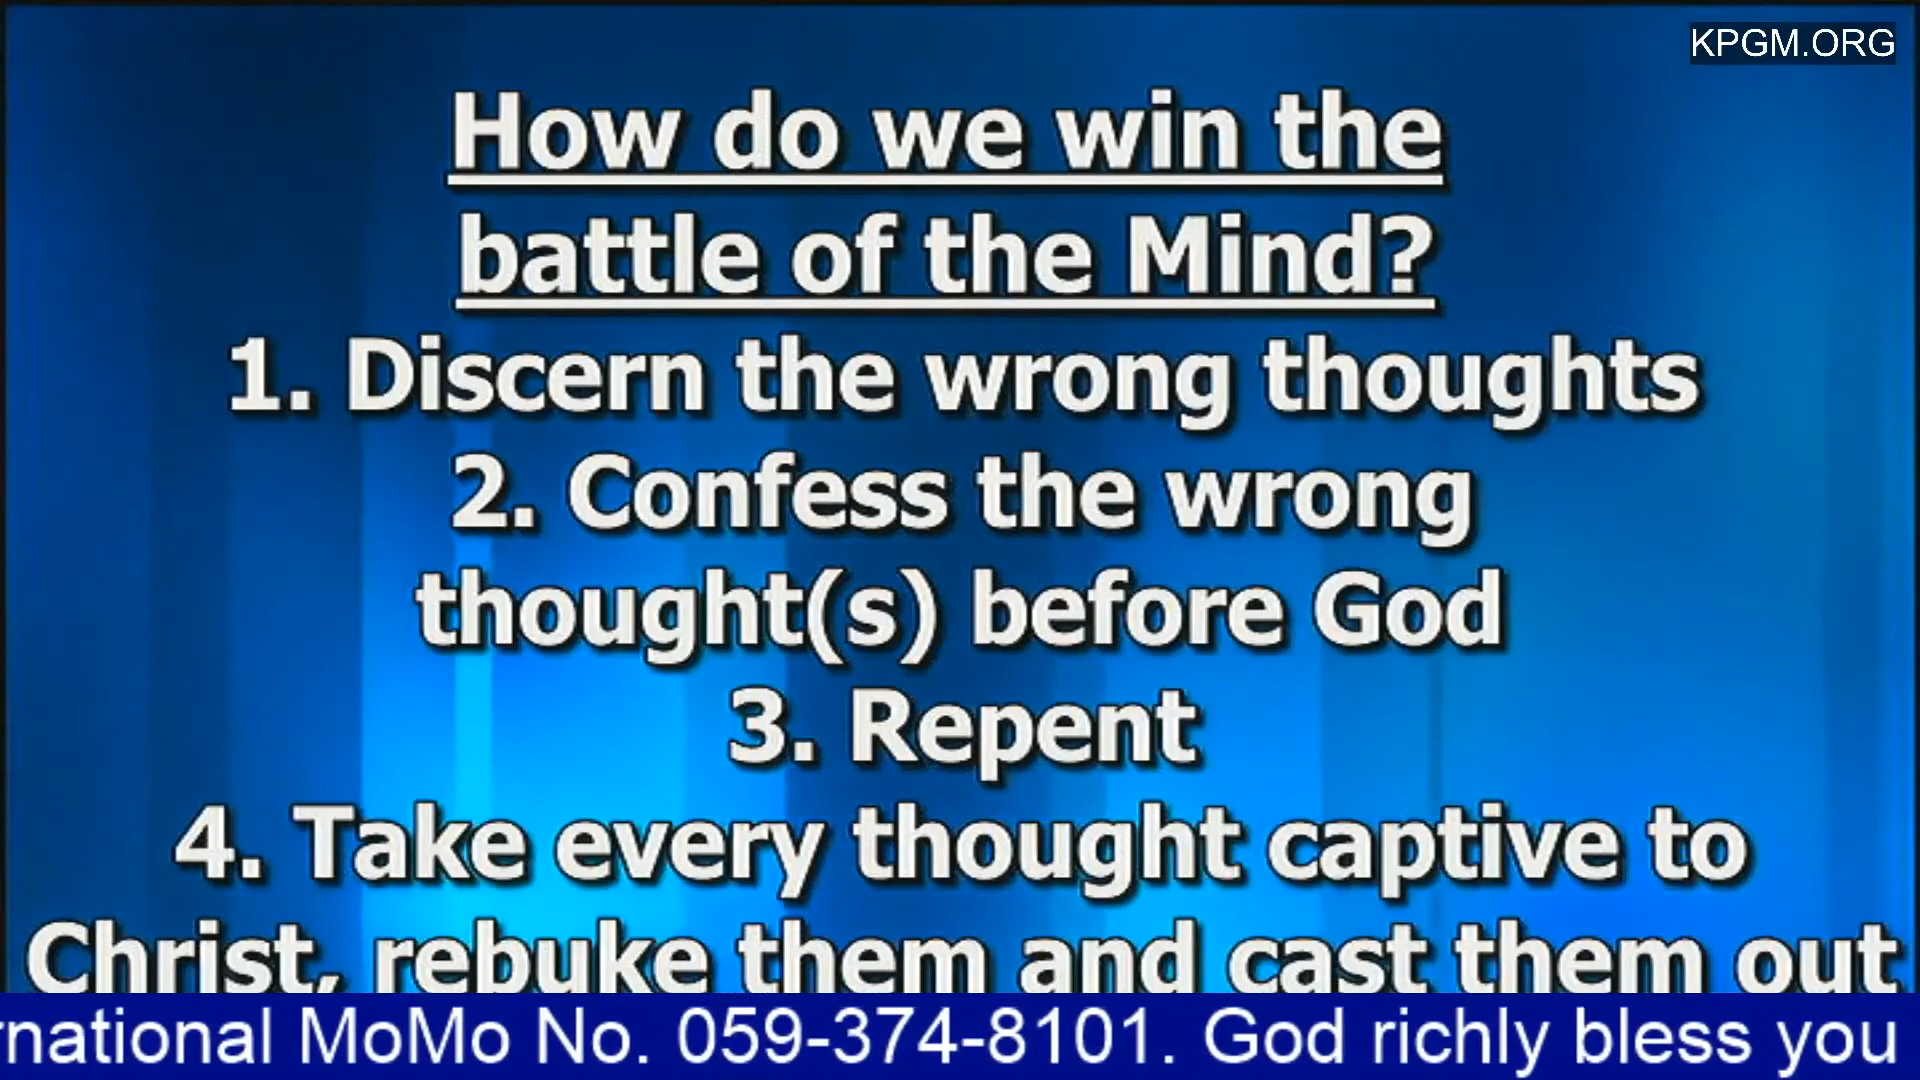 KPGM.ORG
How do we win the
battle of the Mind?
1. Discern the wrong thoughts
2. Confess the wrong
thought(s) before God
3. Repent
4. Take every thought captive to
Christ, rebuke them and cast them out
rnational MoMo No. 059-374-8101. God richly bless you